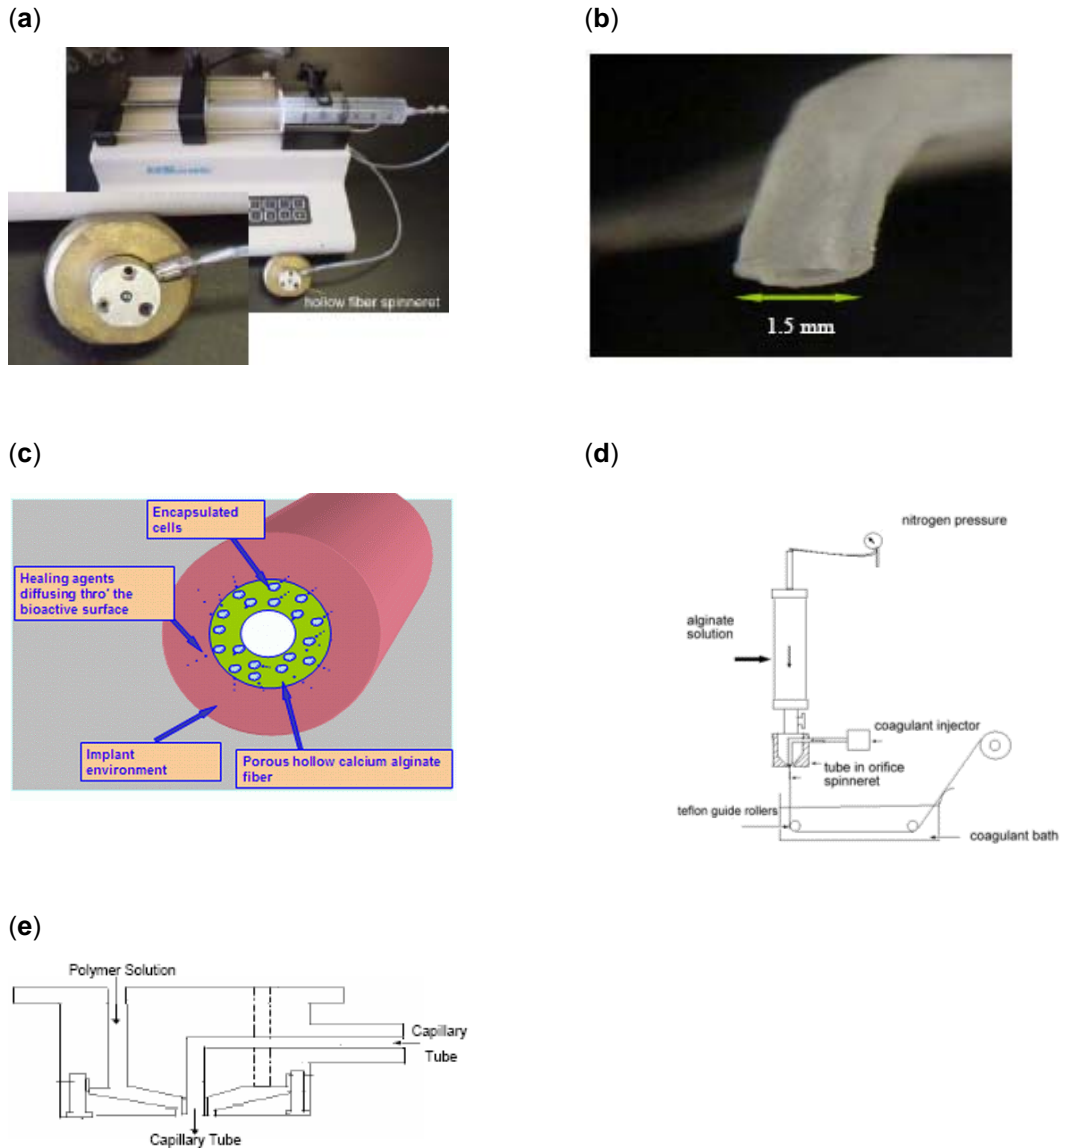 (a)
(b)
hollow fiber spinneret
1.5 mm
(c)
(d)
Encapsulated
cells
Healing agents
diffusing thro' the
bioactive surface
Implant
environment
Porous hollow calcium alginate
fiber
nitrogen pressure
alginate
solution
coagulant injector
tube in orifice
spinneret
teflon guide rollers
coagulant bath
(e)
Polymer Solution
Capillary
Tube
Capillary Tube